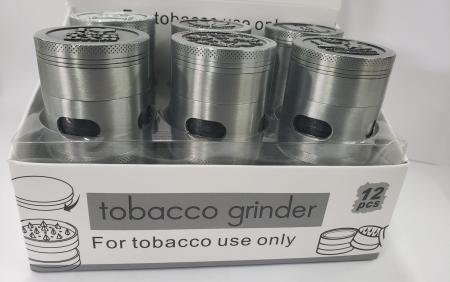 tobacco use only
tobacco grinder
12
pcs
For tobacco use only